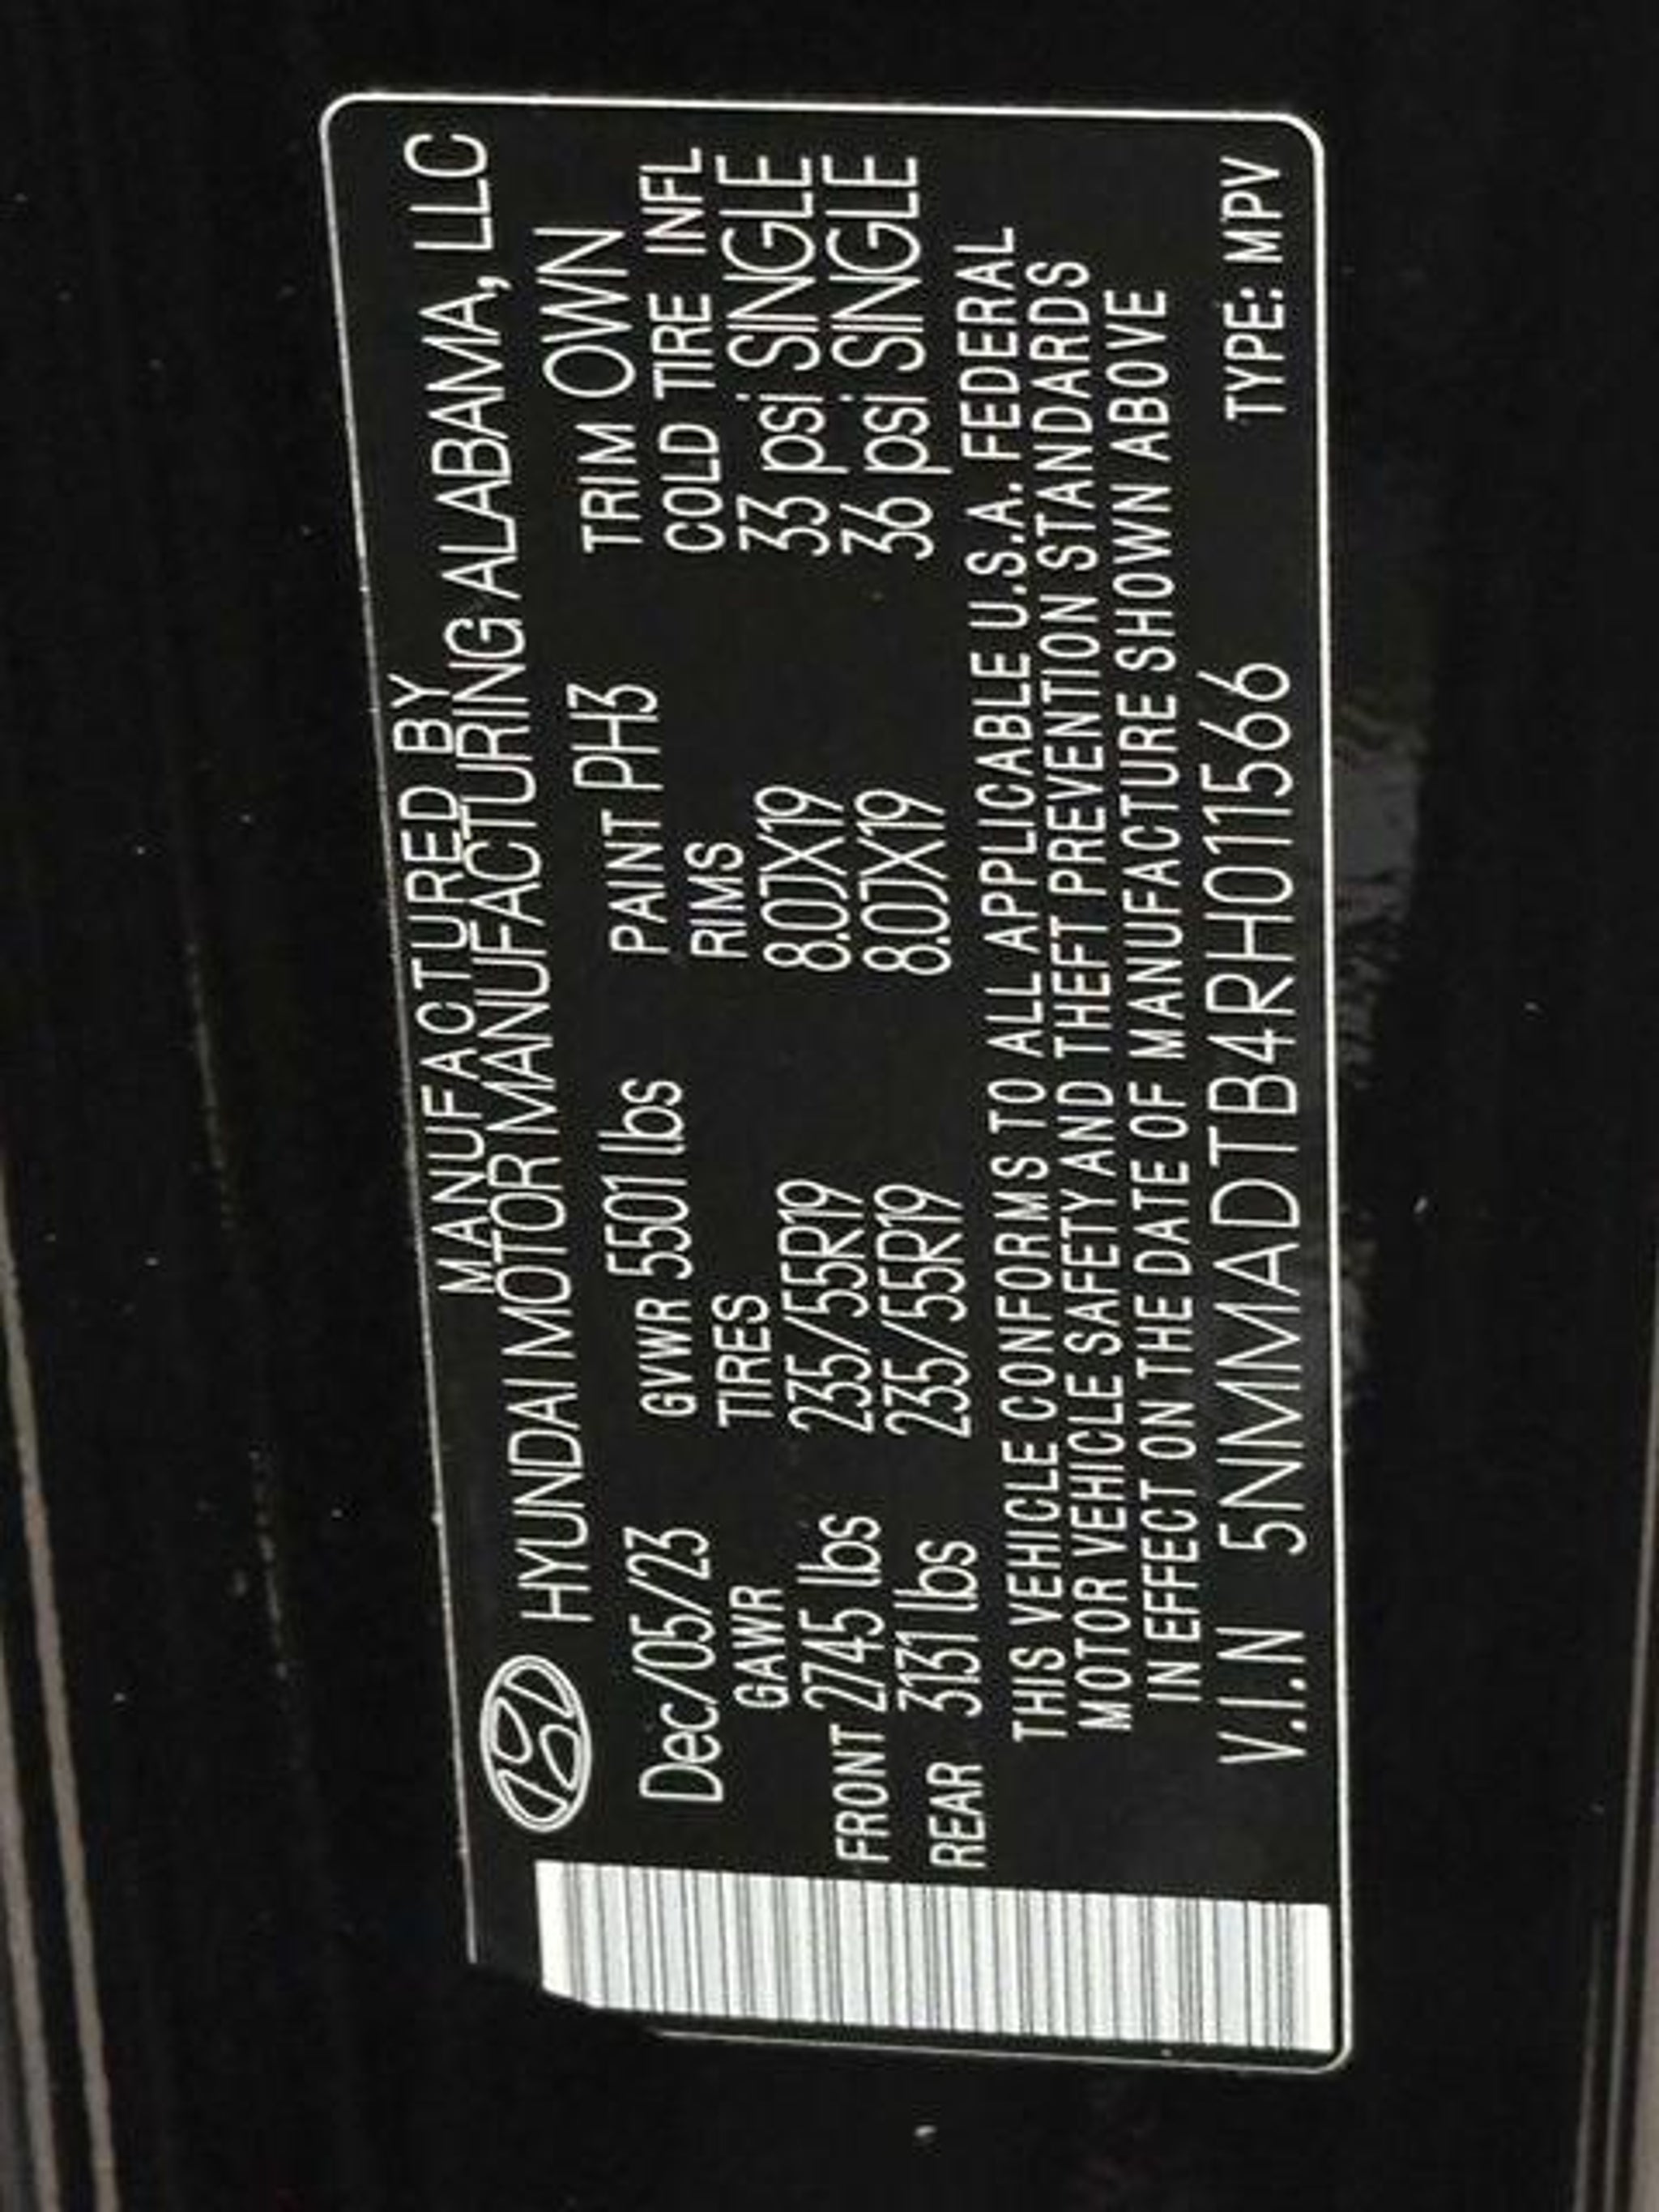 MANUFACTURED BY
HYUNDAI MOTOR MANUFACTURING ALABAMA, LLC
Dec/05/23 GVWR 5501 lbs PAINT PH3 TRIM OWN
GAWR TIRES RIMS COLD TIRE INFL
FRONT 2745 lbs 235/55R19 8.0JX19 33 psi SINGLE
REAR 3131 lbs 235/55R19 8.0JX19 36 psi SINGLE
THIS VEHICLE CONFORMS TO ALL APPLICABLE U.S.A. FEDERAL
MOTOR VEHICLE SAFETY AND THEFT PREVENTION STANDARDS
IN EFFECT ON THE DATE OF MANUFACTURE SHOWN ABOVE
V.I.N 5NMMADTB4RH011566 TYPE: MPV